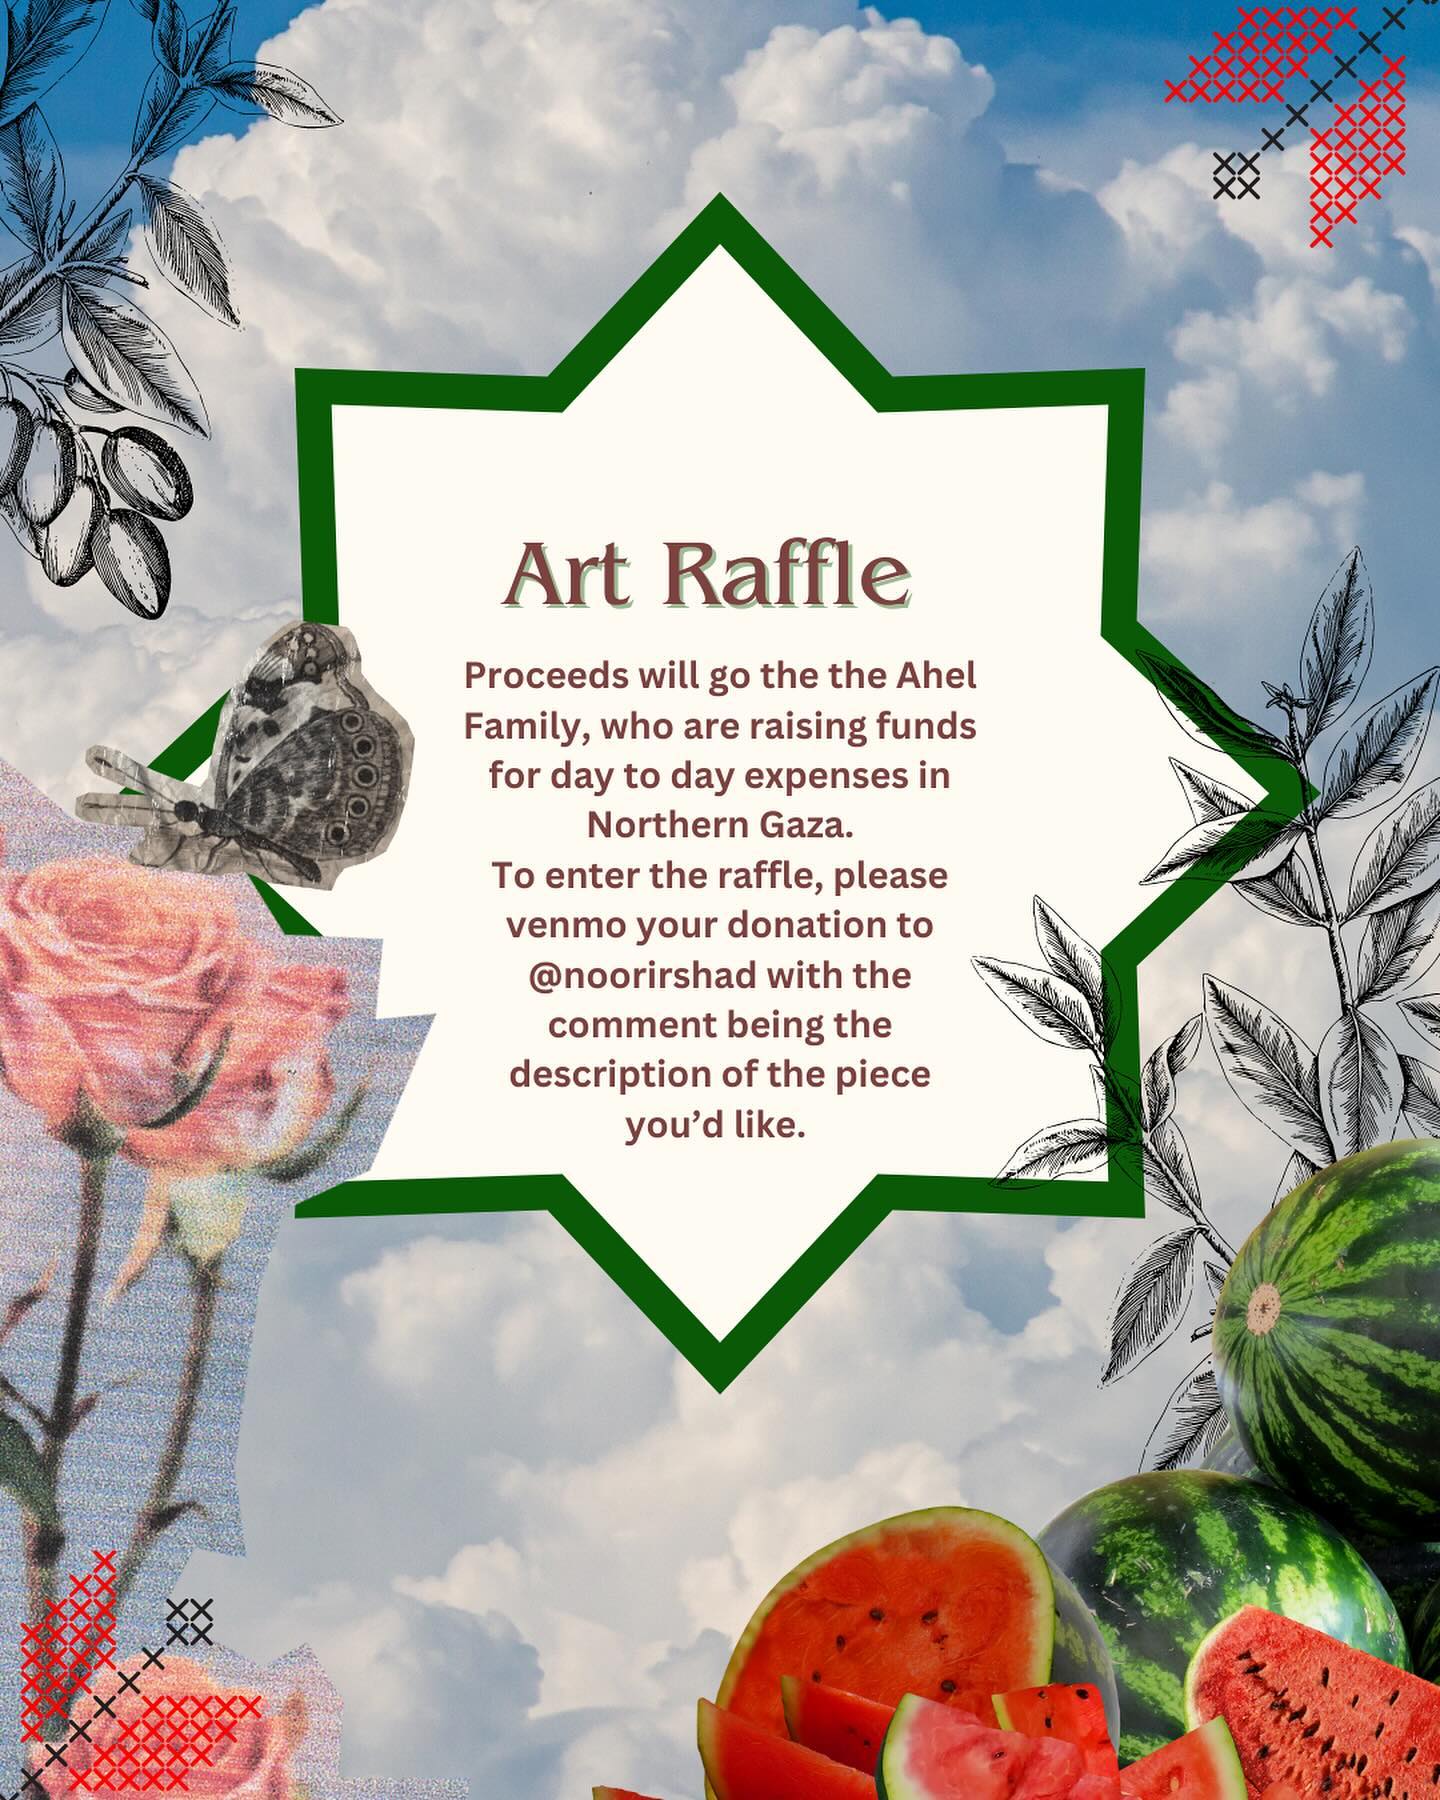 Art Raffle
Proceeds will go the the Ahel
Family, who are raising funds
for day to day expenses in
Northern Gaza.
To enter the raffle, please
venmo your donation to
@noorirshad with the
comment being the
description of the piece
you’d like.